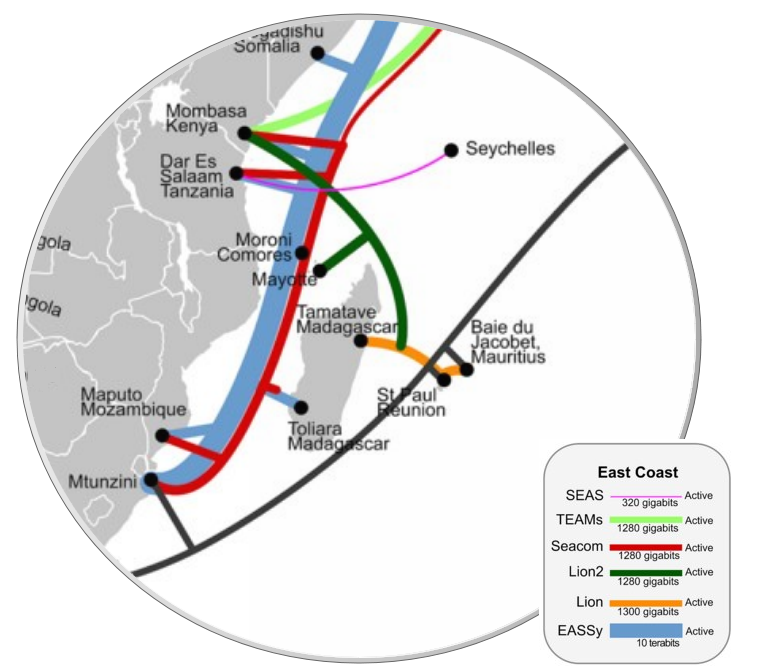 Somalia
Mombasa
Kenya
Dar Es
Salaam
Tanzania
Seychelles
gola
Moroni
Comores
Mayotte
gola
Tamatave
Madagascar
Baie du
Jacobet,
Mauritius
St Paul
Reunion
Maputo
Mozambique
Toliara
Madagascar
Mtunzini
East Coast
SEAS Active
320 gigabits
TEAMs Active
1280 gigabits
Seacom Active
1280 gigabits
Lion2 Active
1280 gigabits
Lion Active
1300 gigabits
EASSy Active
10 terabits